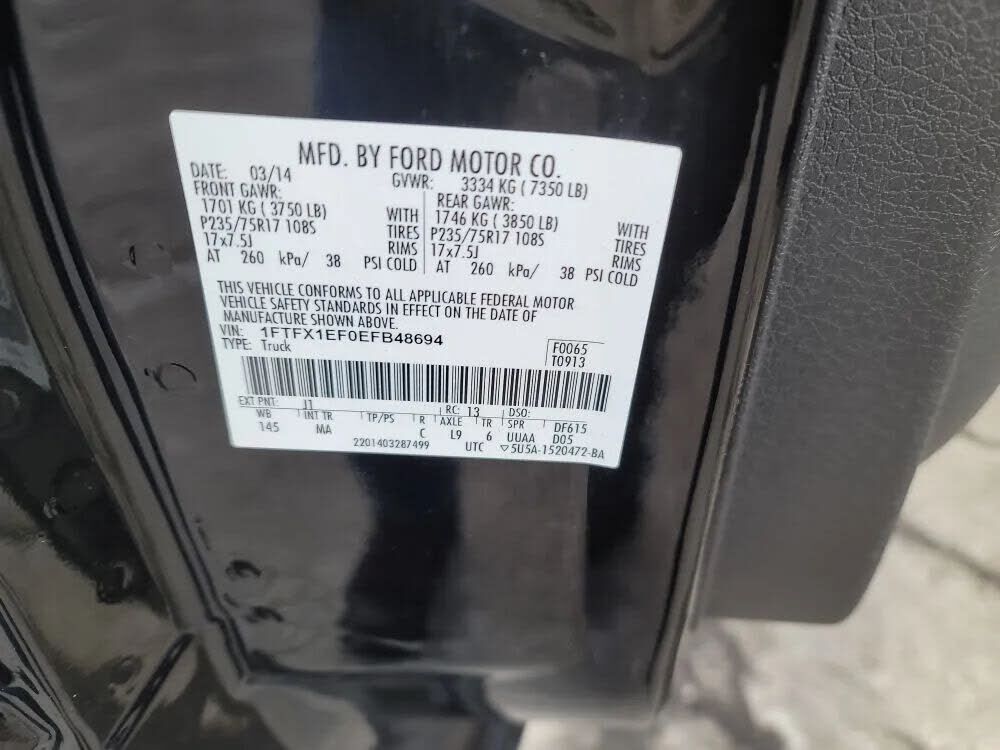 MFD. BY FORD MOTOR CO.
DATE: 03/14 GVWR: 3334 KG ( 7350 LB)
FRONT GAWR: REAR GAWR:
1701 KG ( 3750 LB) WITH 1746 KG ( 3850 LB) WITH
P235/75R17 108S TIRES P235/75R17 108S TIRES
17x7.5J RIMS 17x7.5J RIMS
AT 260 kPa/ 38 PSI COLD AT 260 kPa/ 38 PSI COLD
THIS VEHICLE CONFORMS TO ALL APPLICABLE FEDERAL MOTOR
VEHICLE SAFETY STANDARDS IN EFFECT ON THE DATE OF
MANUFACTURE SHOWN ABOVE.
VIN: 1FTFX1EF0EFB48694
TYPE: Truck
F0065
T0913
EXT PNT: J1 RC: 13 DSO:
WB INT TR TP/PS R AXLE TR SPR DF615
145 MA C L9 6 UUAA D05
2201403287499 UTC ▽5U5A-1520472-BA